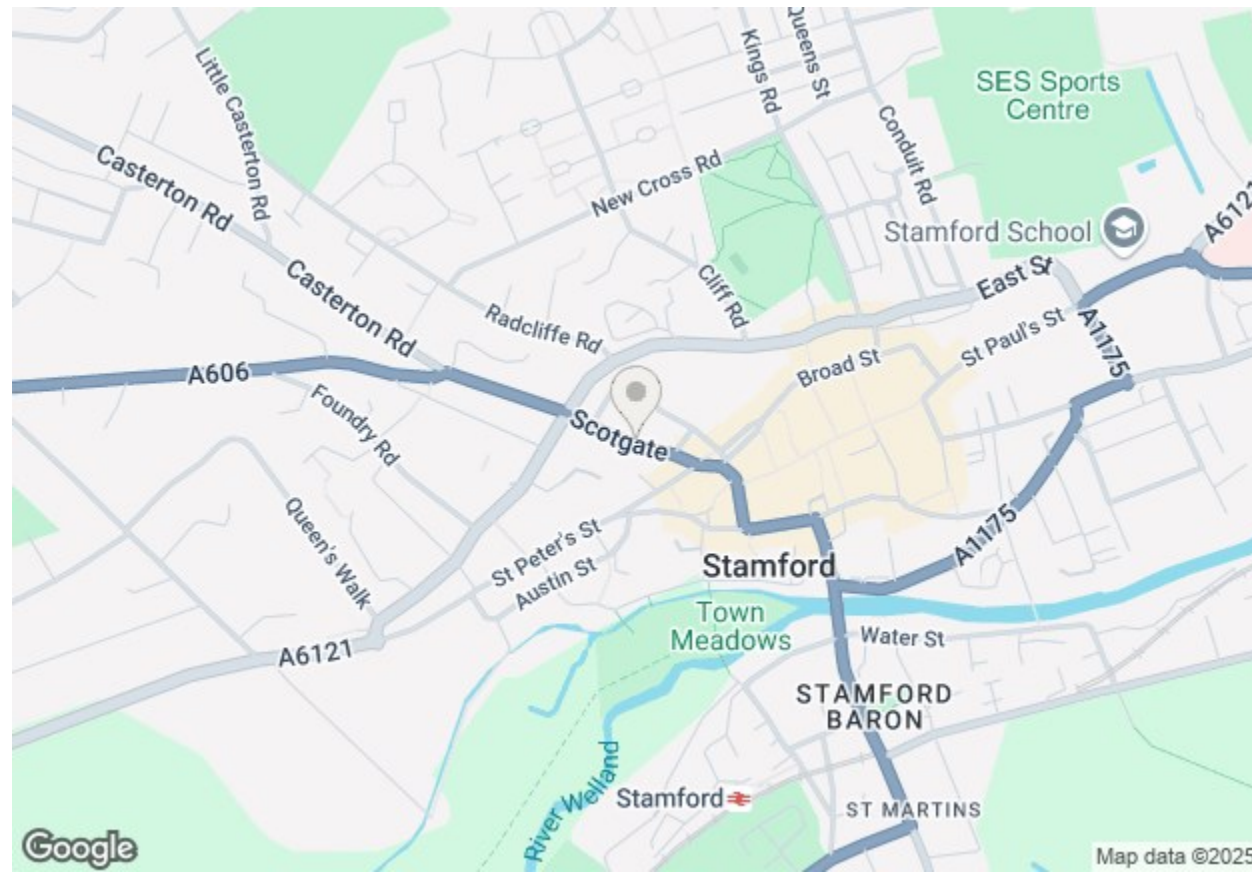 Queens St
Kings Rd
Little Casterton Rd
SES Sports
Centre
Conduit Rd
Casterton Rd
New Cross Rd
Stamford School
A6121
East St
Casterton Rd
Cliff Rd
Radcliffe Rd
St Paul's St
A1175
Broad St
A606
Foundry Rd
Scotgate
Queen's Walk
St Peter's St
A1175
Austin St
Stamford
Town
Meadows
Water St
A6121
STAMFORD
BARON
River Welland
Stamford
ST MARTINS
Google
Map data ©2025